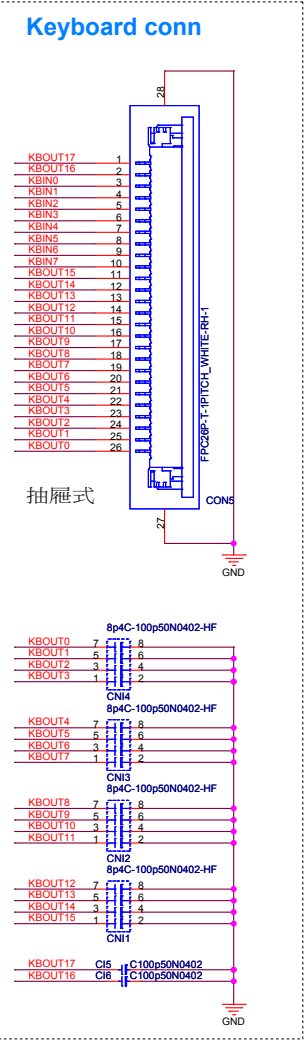 Keyboard conn
28
KBOUT17 1
KBOUT16 2
KBIN0 3
KBIN1 4
KBIN2 5
KBIN3 6
KBIN4 7
KBIN5 8
KBIN6 9
KBIN7 10
KBOUT15 11
KBOUT14 12
KBOUT13 13
KBOUT12 14
KBOUT11 15
KBOUT10 16
KBOUT9 17
KBOUT8 18
KBOUT7 19
KBOUT6 20
KBOUT5 21
KBOUT4 22
KBOUT3 23
KBOUT2 24
KBOUT1 25
KBOUT0 26
FPC26P-T-1PITCH_WHITE-RH-1
抽屜式
CON5
27
GND
8p4C-100p50N0402-HF
KBOUT0 7 8
KBOUT1 5 6
KBOUT2 3 4
KBOUT3 1 2
CNI4
8p4C-100p50N0402-HF
KBOUT4 7 8
KBOUT5 5 6
KBOUT6 3 4
KBOUT7 1 2
CNI3
8p4C-100p50N0402-HF
KBOUT8 7 8
KBOUT9 5 6
KBOUT10 3 4
KBOUT11 1 2
CNI2
8p4C-100p50N0402-HF
KBOUT12 7 8
KBOUT13 5 6
KBOUT14 3 4
KBOUT15 1 2
CNI1
KBOUT17 CI5 C100p50N0402
KBOUT16 CI6 C100p50N0402
GND